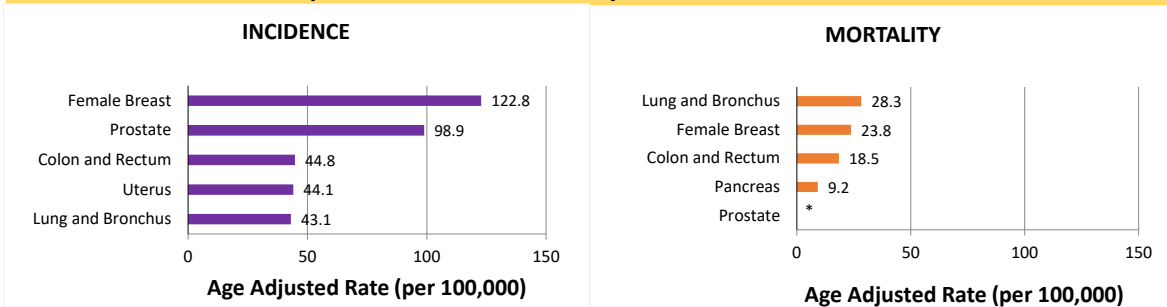 INCIDENCE
Female Breast 122.8
Prostate 98.9
Colon and Rectum 44.8
Uterus 44.1
Lung and Bronchus 43.1
0 50 100 150
Age Adjusted Rate (per 100,000)
MORTALITY
Lung and Bronchus 28.3
Female Breast 23.8
Colon and Rectum 18.5
Pancreas 9.2
Prostate *
0 50 100 150
Age Adjusted Rate (per 100,000)